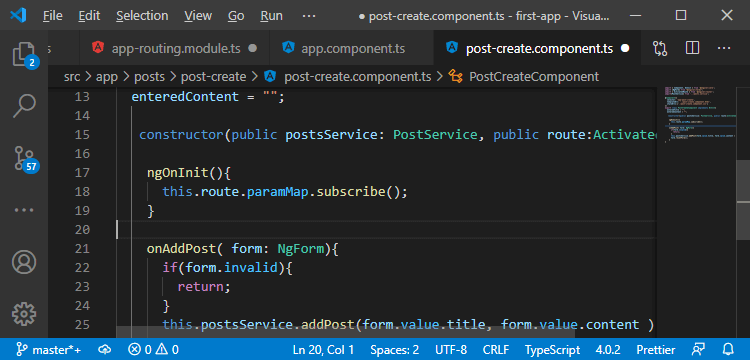 File Edit Selection View Go Run ... ● post-create.component.ts - first-app - Visua...
s app-routing.module.ts ● app.component.ts post-create.component.ts ●
src > app > posts > post-create > post-create.component.ts > PostCreateComponent
2
57
13 enteredContent = "";
14
15 constructor(public postsService: PostService, public route:Activated
16
17 ngOnInit(){
18 this.route.paramMap.subscribe();
19 }
20
21 onAddPost( form: NgForm){
22 if(form.invalid){
23 return;
24 }
25 this.postsService.addPost(form.value.title, form.value.content )
master*+ 0 0 Ln 20, Col 1 Spaces: 2 UTF-8 CRLF TypeScript 4.0.2 Prettier